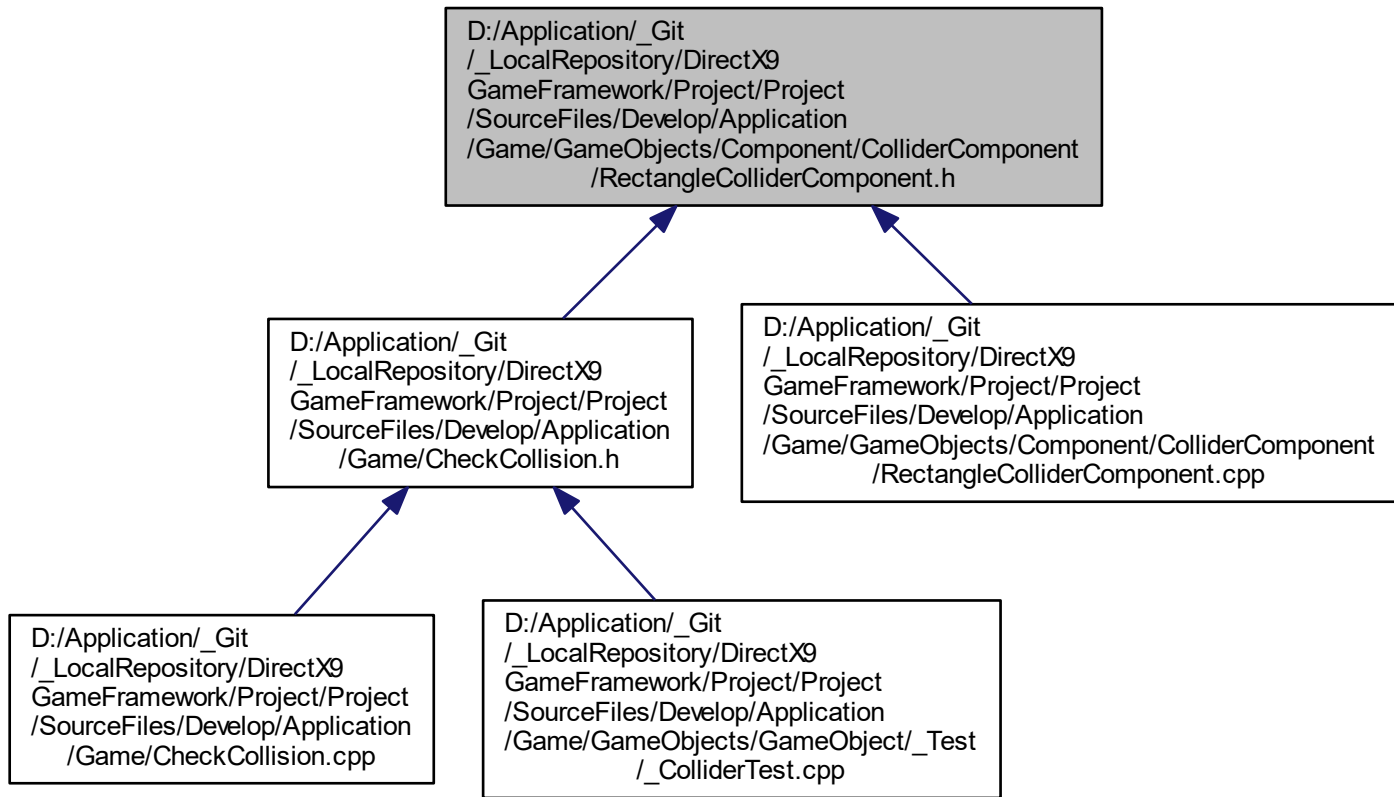 D:/Application/_Git
/_LocalRepository/DirectX9
GameFramework/Project/Project
/SourceFiles/Develop/Application
/Game/GameObjects/Component/ColliderComponent
/RectangleColliderComponent.h
D:/Application/_Git
/_LocalRepository/DirectX9
GameFramework/Project/Project
/SourceFiles/Develop/Application
/Game/CheckCollision.h
D:/Application/_Git
/_LocalRepository/DirectX9
GameFramework/Project/Project
/SourceFiles/Develop/Application
/Game/GameObjects/Component/ColliderComponent
/RectangleColliderComponent.cpp
D:/Application/_Git
/_LocalRepository/DirectX9
GameFramework/Project/Project
/SourceFiles/Develop/Application
/Game/CheckCollision.cpp
D:/Application/_Git
/_LocalRepository/DirectX9
GameFramework/Project/Project
/SourceFiles/Develop/Application
/Game/GameObjects/GameObject/_Test
/_ColliderTest.cpp